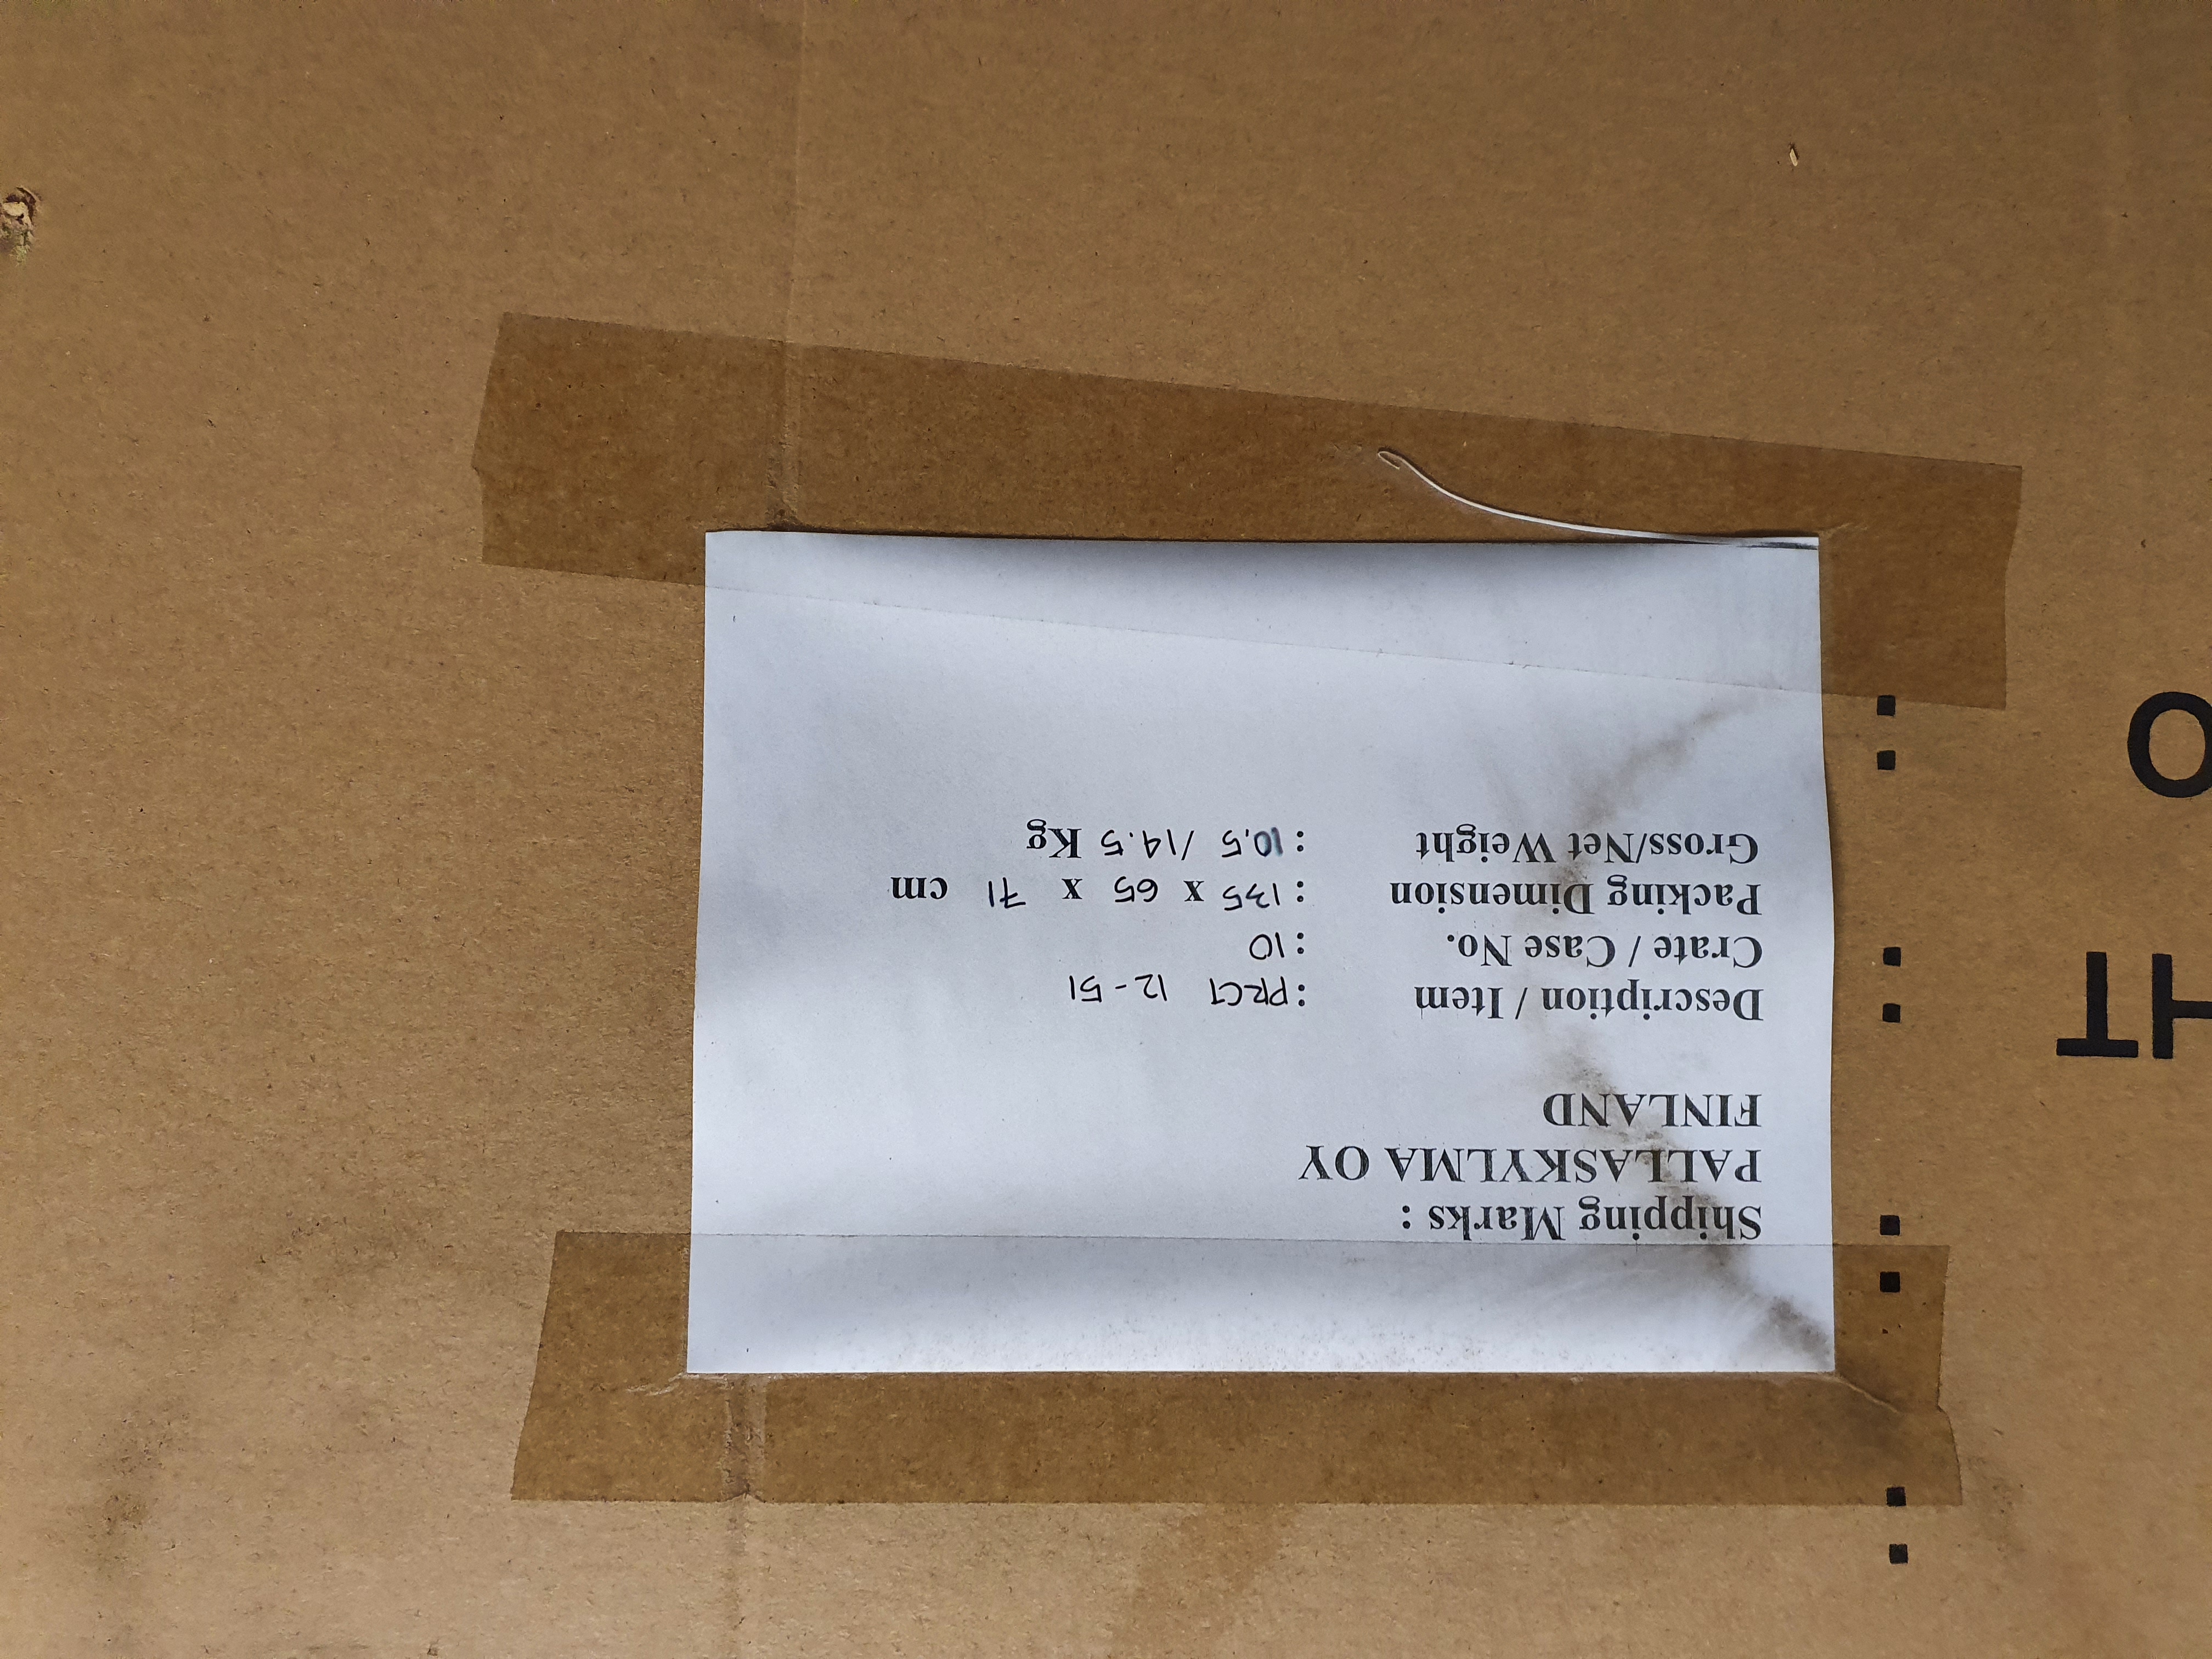 Shipping Marks :
PALLASKYLMA OY
FINLAND
Description / Item : PRCT 12-51
Crate / Case No. : 10
Packing Dimension : 135 x 65 x 71 cm
Gross/Net Weight : 10.5 / 14.5 Kg